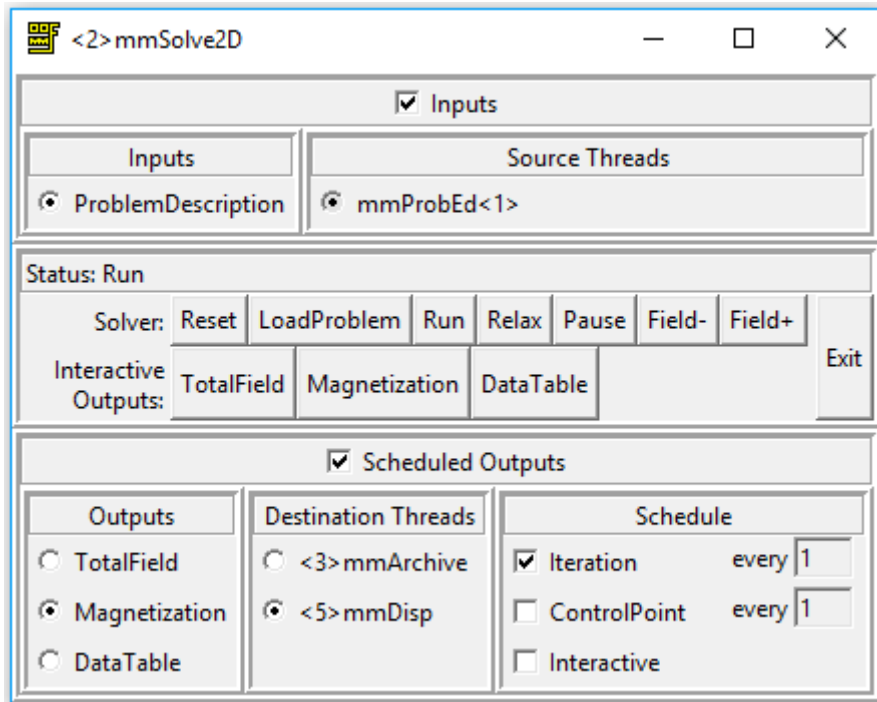 <2>mmSolve2D
Inputs
Inputs
Source Threads
ProblemDescription
mmProbEd<1>
Status: Run
Solver: Reset LoadProblem Run Relax Pause Field- Field+
Exit
Interactive
Outputs: TotalField Magnetization DataTable
Scheduled Outputs
Outputs
Destination Threads
Schedule
TotalField
<3>mmArchive
Iteration every 1
Magnetization
<5>mmDisp
ControlPoint every 1
DataTable
Interactive